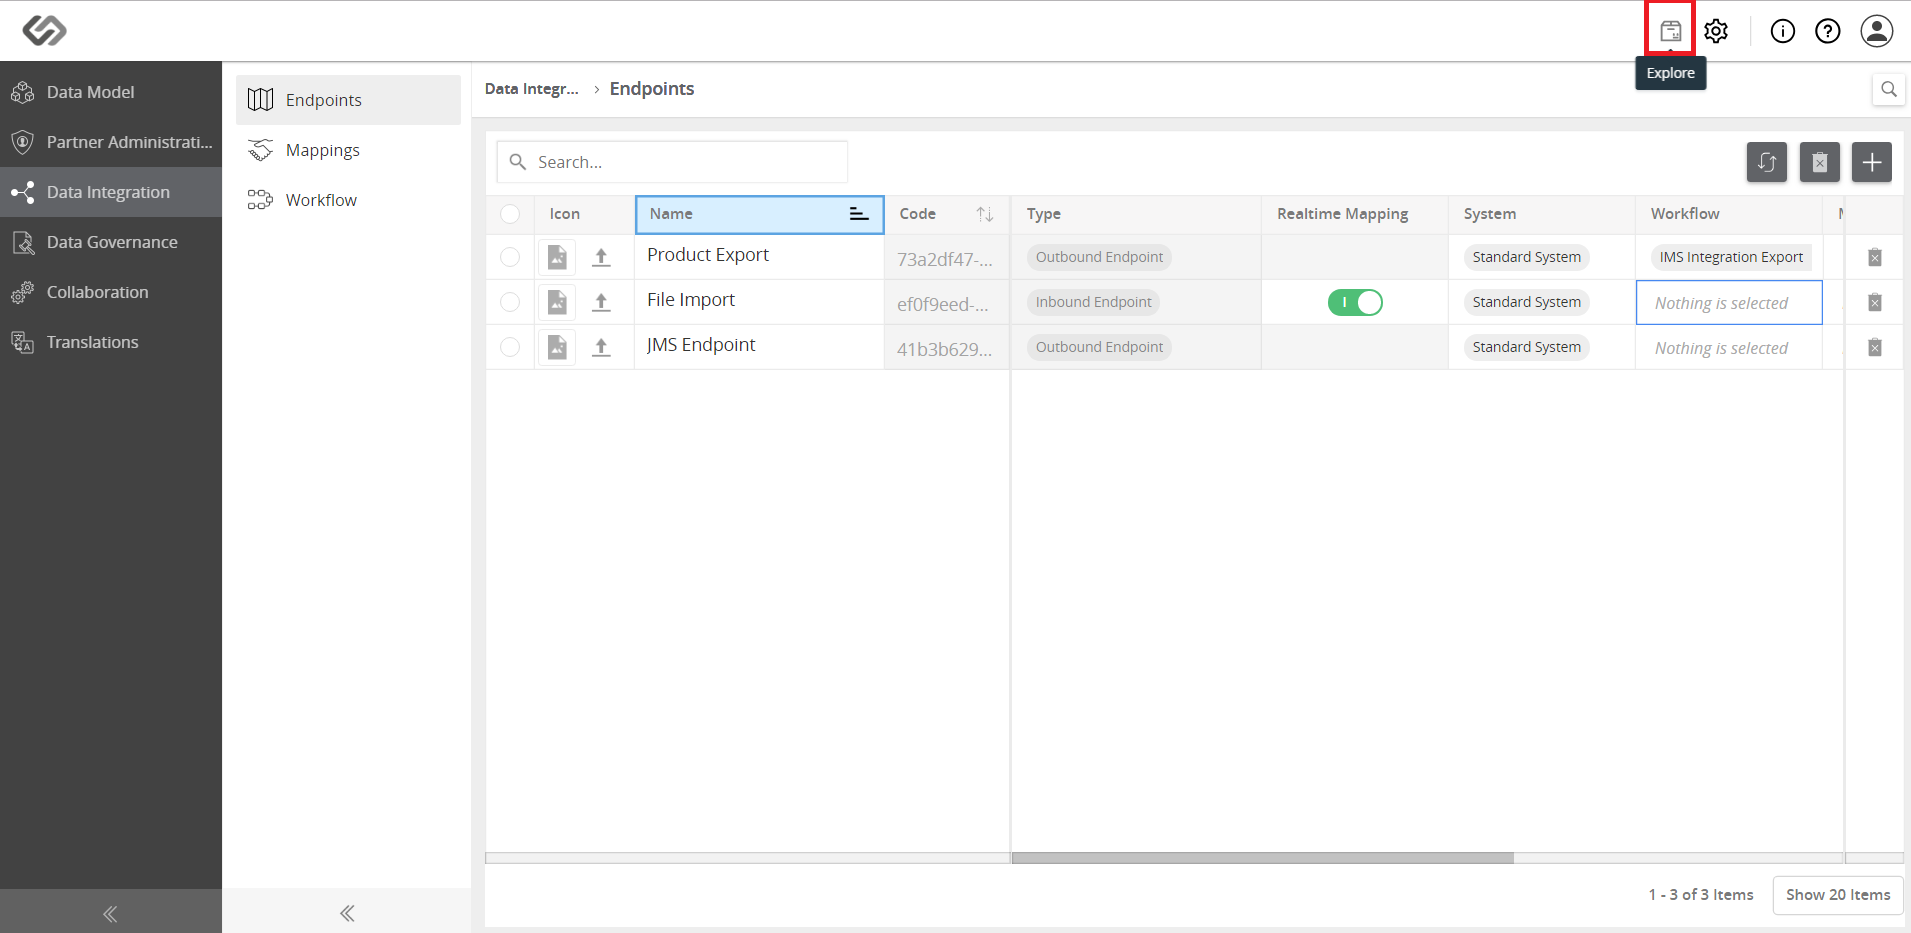 Explore
Data Model
Partner Administrati...
Data Integration
Data Governance
Collaboration
Translations
Endpoints
Mappings
Workflow
Data Integr... › Endpoints
Search...
Icon Name Code Type Realtime Mapping System Workflow
Product Export 73a2df47-... Outbound Endpoint Standard System IMS Integration Export
File Import ef0f9eed-... Inbound Endpoint Standard System Nothing is selected
JMS Endpoint 41b3b629... Outbound Endpoint Standard System Nothing is selected
1 - 3 of 3 Items Show 20 Items